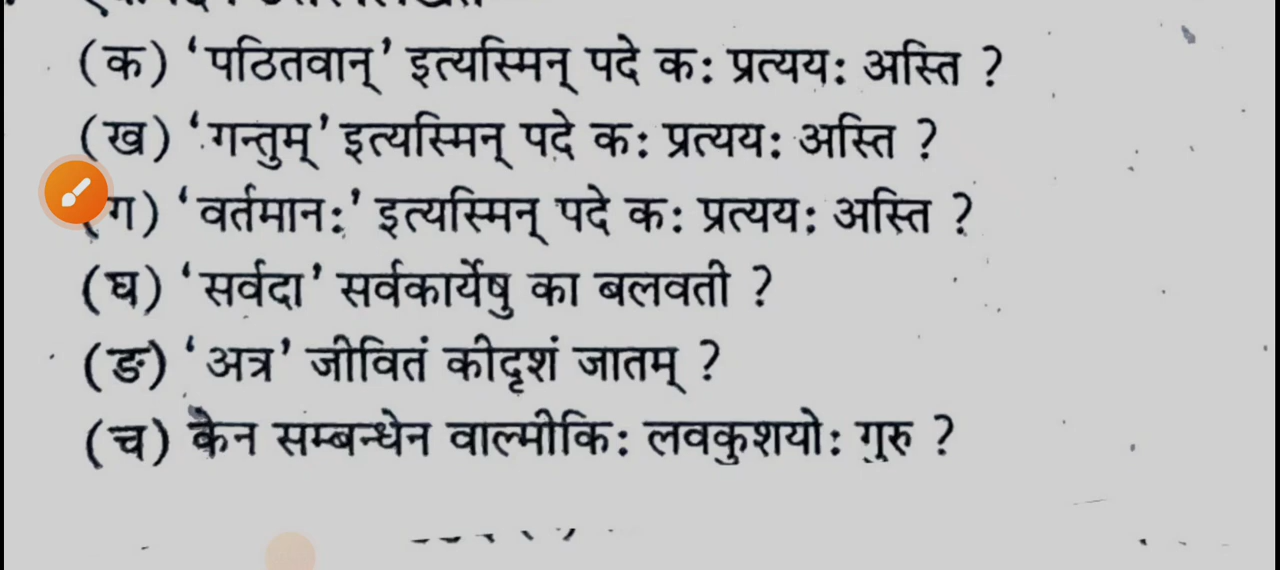 (क) ‘पठितवान्’ इत्यस्मिन् पदे कः प्रत्ययः अस्ति ?
(ख) ‘गन्तुम्’ इत्यस्मिन् पदे कः प्रत्ययः अस्ति ?
(ग) ‘वर्तमानः’ इत्यस्मिन् पदे कः प्रत्ययः अस्ति ?
(घ) ‘सर्वदा’ सर्वकार्येषु का बलवती ?
(ङ) ‘अत्र’ जीवितं कीदृशं जातम् ?
(च) केन सम्बन्धेन वाल्मीकिः लवकुशयोः गुरु ?